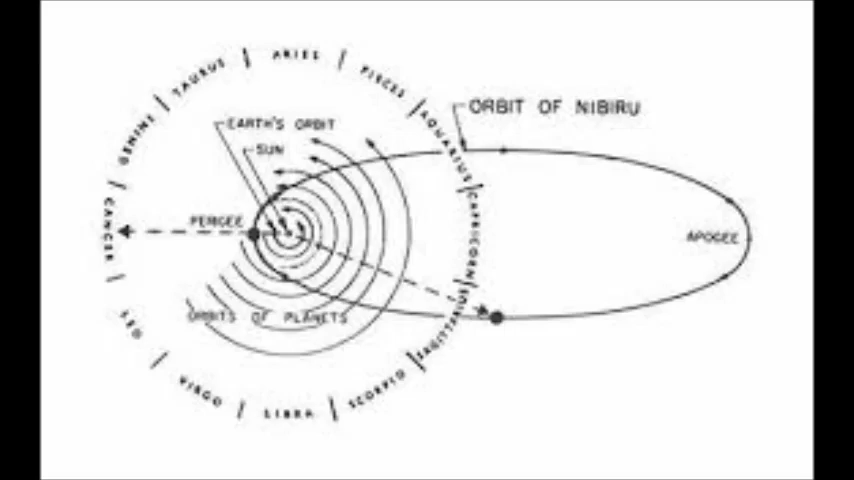 ARIES
TAURUS
PISCES
ORBIT OF NIBIRU
EARTH'S ORBIT
AQUARIUS
GEMINI
SUN
CANCER
PERIGEE
CAPRICORN
APOGEE
SAGITTARIUS
ORBITS OF PLANETS
LEO
VIRGO
SCORPIO
LIBRA